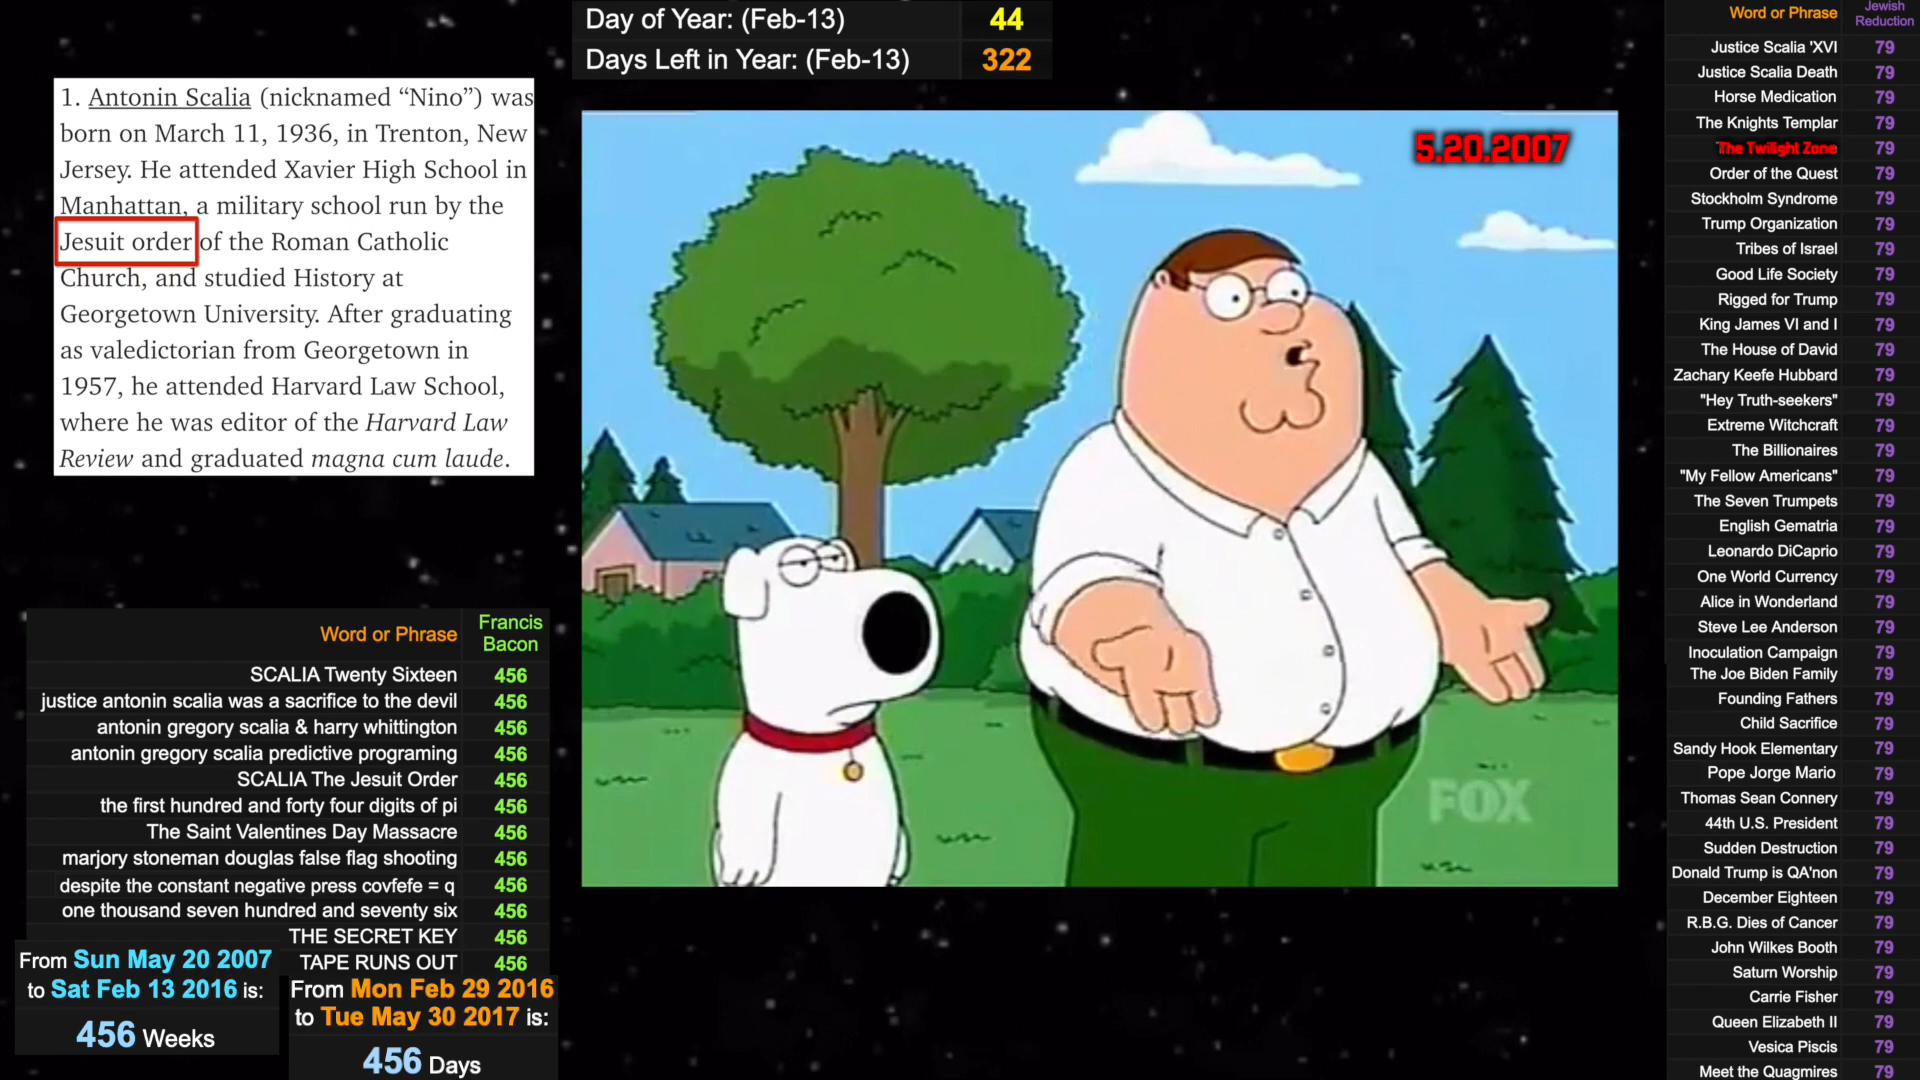 Day of Year: (Feb-13) 44
Days Left in Year: (Feb-13) 322
1. Antonin Scalia (nicknamed “Nino”) was
born on March 11, 1936, in Trenton, New
Jersey. He attended Xavier High School in
Manhattan, a military school run by the
Jesuit order of the Roman Catholic
Church, and studied History at
Georgetown University. After graduating
as valedictorian from Georgetown in
1957, he attended Harvard Law School,
where he was editor of the Harvard Law
Review and graduated magna cum laude.
5.20.2007
FOX
Word or Phrase Francis Bacon
SCALIA Twenty Sixteen 456
justice antonin scalia was a sacrifice to the devil 456
antonin gregory scalia & harry whittington 456
antonin gregory scalia predictive programing 456
SCALIA The Jesuit Order 456
the first hundred and forty four digits of pi 456
The Saint Valentines Day Massacre 456
marjory stoneman douglas false flag shooting 456
despite the constant negative press covfefe = q 456
one thousand seven hundred and seventy six 456
THE SECRET KEY 456
TAPE RUNS OUT 456
From Sun May 20 2007
to Sat Feb 13 2016 is:
456 Weeks
From Mon Feb 29 2016
to Tue May 30 2017 is:
456 Days
Word or Phrase Jewish Reduction
Justice Scalia 'XVI 79
Justice Scalia Death 79
Horse Medication 79
The Knights Templar 79
The Twilight Zone 79
Order of the Quest 79
Stockholm Syndrome 79
Trump Organization 79
Tribes of Israel 79
Good Life Society 79
Rigged for Trump 79
King James VI and I 79
The House of David 79
Zachary Keefe Hubbard 79
"Hey Truth-seekers" 79
Extreme Witchcraft 79
The Billionaires 79
"My Fellow Americans" 79
The Seven Trumpets 79
English Gematria 79
Leonardo DiCaprio 79
One World Currency 79
Alice in Wonderland 79
Steve Lee Anderson 79
Inoculation Campaign 79
The Joe Biden Family 79
Founding Fathers 79
Child Sacrifice 79
Sandy Hook Elementary 79
Pope Jorge Mario 79
Thomas Sean Connery 79
44th U.S. President 79
Sudden Destruction 79
Donald Trump is QA'non 79
December Eighteen 79
R.B.G. Dies of Cancer 79
John Wilkes Booth 79
Saturn Worship 79
Carrie Fisher 79
Queen Elizabeth II 79
Vesica Piscis 79
Meet the Quagmires 79